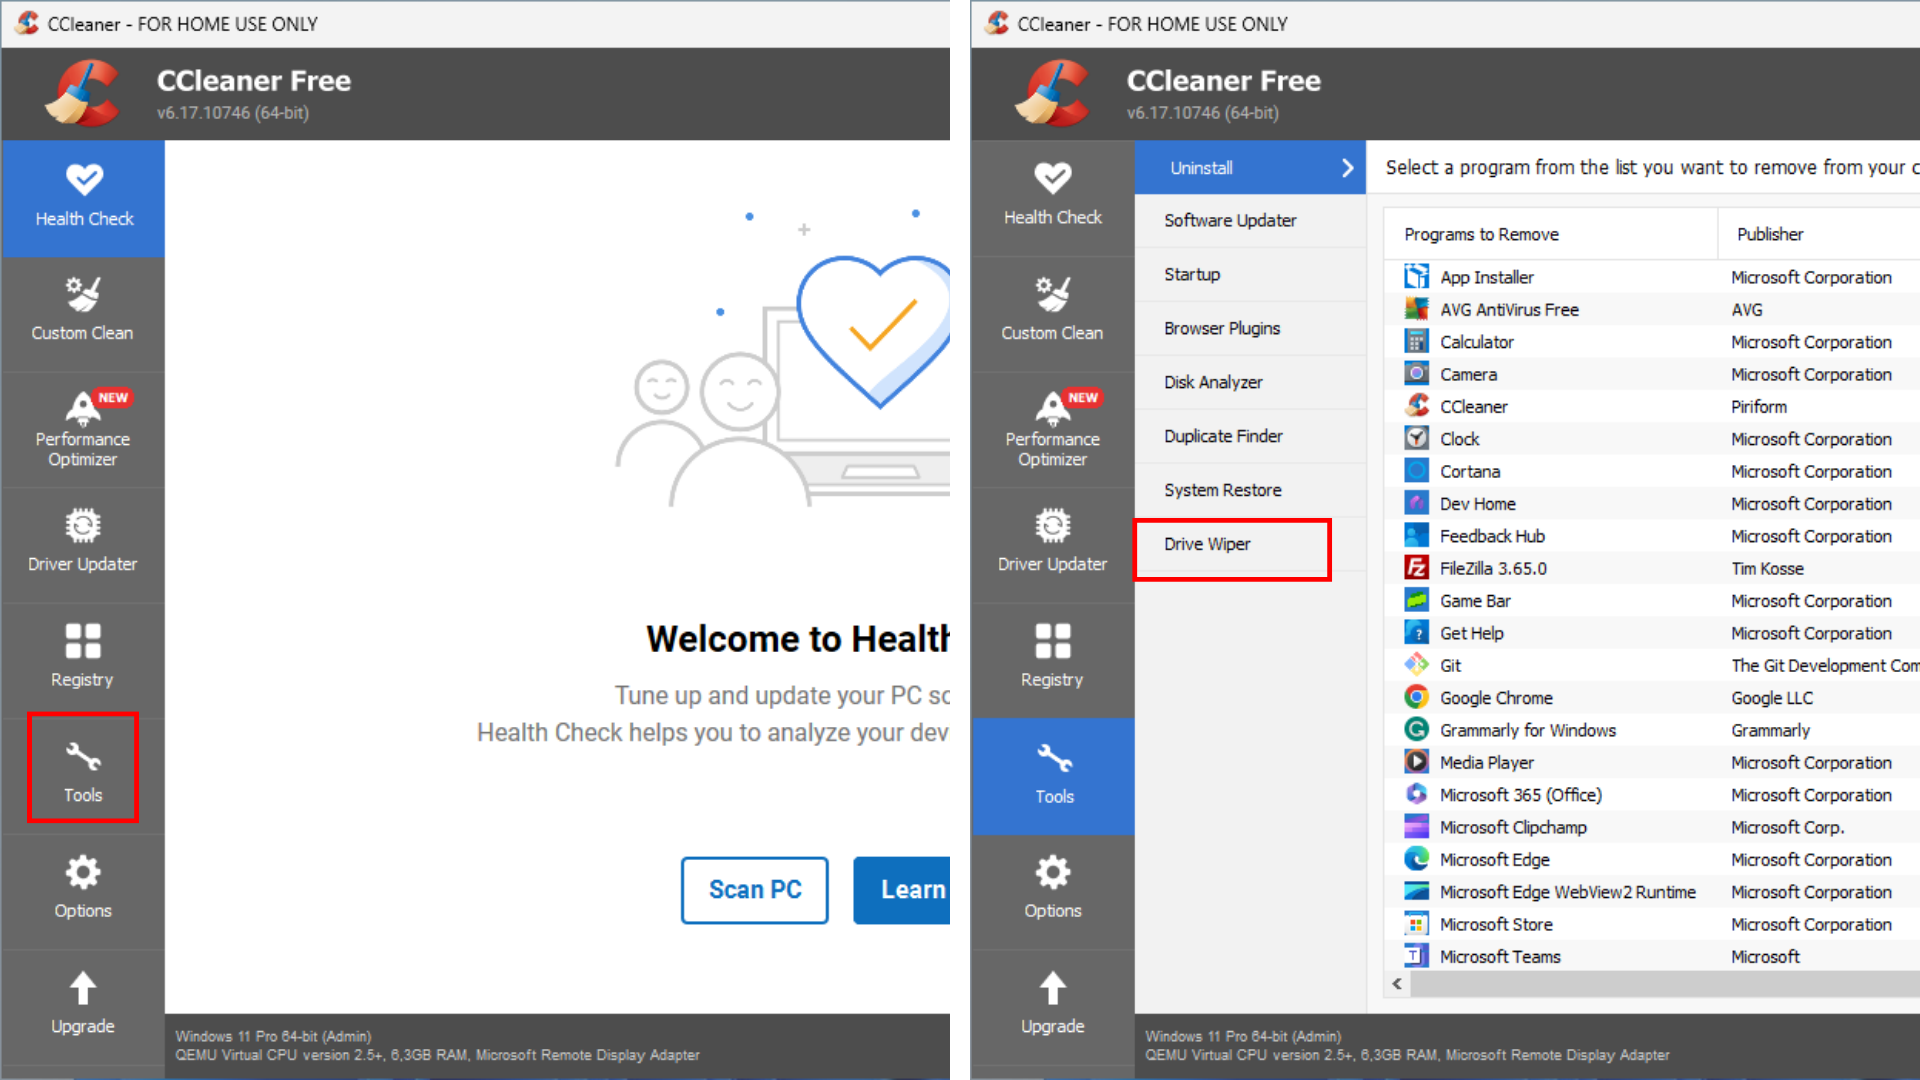 CCleaner - FOR HOME USE ONLY
CCleaner Free
v6.17.10746 (64-bit)
Health Check
Custom Clean
NEW
Performance
Optimizer
Driver Updater
Registry
Tools
Options
Upgrade
Welcome to Health
Tune up and update your PC so
Health Check helps you to analyze your dev
Scan PC
Learn
Windows 11 Pro 64-bit (Admin)
QEMU Virtual CPU version 2.5+, 6,3GB RAM, Microsoft Remote Display Adapter
CCleaner - FOR HOME USE ONLY
CCleaner Free
v6.17.10746 (64-bit)
Health Check
Custom Clean
NEW
Performance
Optimizer
Driver Updater
Registry
Tools
Options
Upgrade
Uninstall
Software Updater
Startup
Browser Plugins
Disk Analyzer
Duplicate Finder
System Restore
Drive Wiper
Select a program from the list you want to remove from your c
Programs to Remove Publisher
App Installer Microsoft Corporation
AVG AntiVirus Free AVG
Calculator Microsoft Corporation
Camera Microsoft Corporation
CCleaner Piriform
Clock Microsoft Corporation
Cortana Microsoft Corporation
Dev Home Microsoft Corporation
Feedback Hub Microsoft Corporation
FileZilla 3.65.0 Tim Kosse
Game Bar Microsoft Corporation
Get Help Microsoft Corporation
Git The Git Development Com
Google Chrome Google LLC
Grammarly for Windows Grammarly
Media Player Microsoft Corporation
Microsoft 365 (Office) Microsoft Corporation
Microsoft Clipchamp Microsoft Corp.
Microsoft Edge Microsoft Corporation
Microsoft Edge WebView2 Runtime Microsoft Corporation
Microsoft Store Microsoft Corporation
Microsoft Teams Microsoft
Windows 11 Pro 64-bit (Admin)
QEMU Virtual CPU version 2.5+, 6,3GB RAM, Microsoft Remote Display Adapter